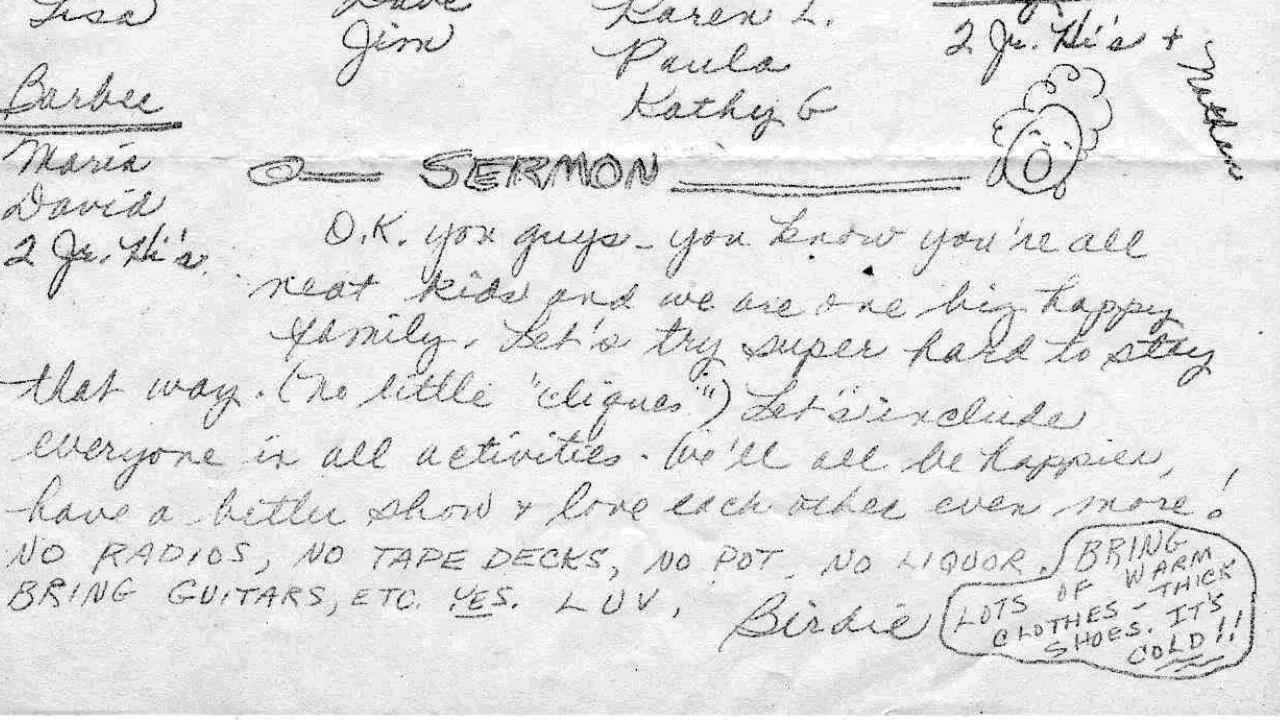 Lisa
Jim
Karen L.
Paula
Kathy G
2 Jr. Hi's +
Nathan
Barbee
Maria
David
2 Jr. Hi's.
SERMON
O.K. you guys - you know you're all
neat kids and we are one big happy
family. Let's try super hard to stay
that way. (No little "cliques") Let's include
everyone in all activities. We'll all be happier,
have a better show & love each other even more!
NO RADIOS, NO TAPE DECKS, NO POT. NO LIQUOR.
BRING GUITARS, ETC. YES. LUV,
Birdie
BRING
LOTS OF WARM
CLOTHES - THICK
SHOES. IT'S
COLD!!